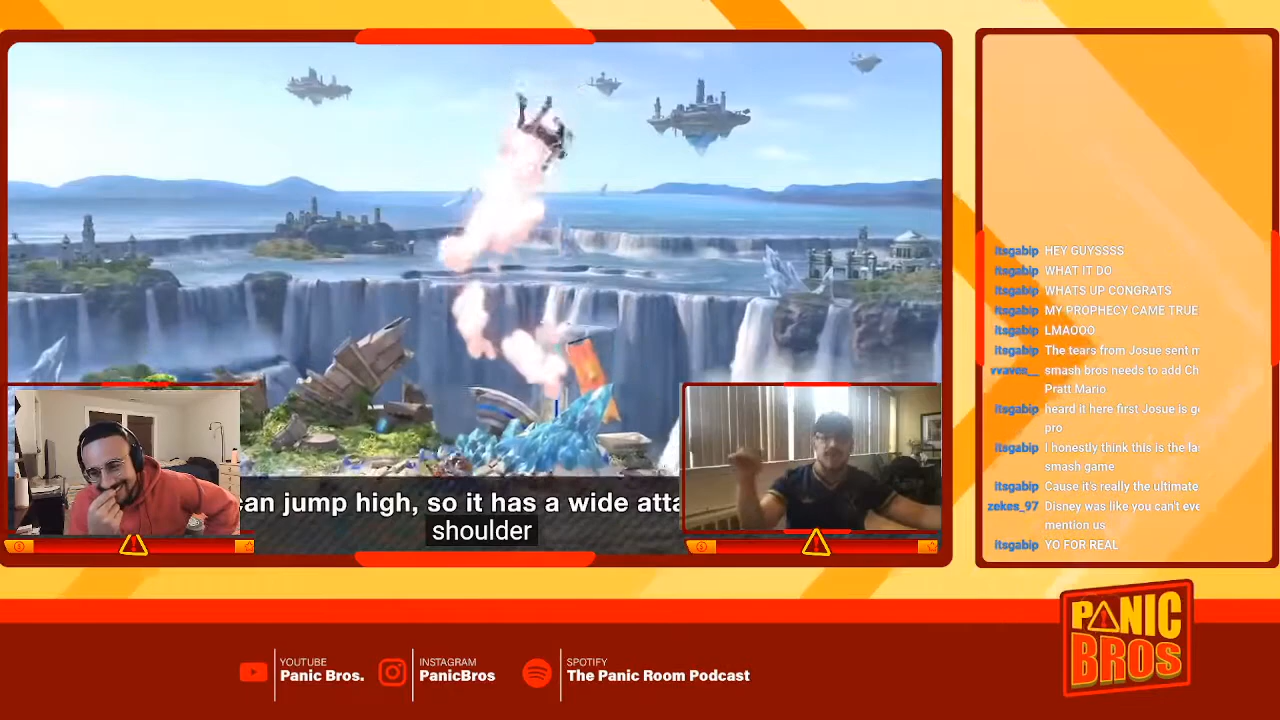 can jump high, so it has a wide atta
shoulder
itsgabip HEY GUYSSSS
itsgabip WHAT IT DO
itsgabip WHATS UP CONGRATS
itsgabip MY PROPHECY CAME TRUE
itsgabip LMAOOO
itsgabip The tears from Josue sent m
vvaves__ smash bros needs to add Ch
Pratt Mario
itsgabip heard it here first Josue is go
pro
itsgabip I honestly think this is the las
smash game
itsgabip Cause it's really the ultimate
zekes_97 Disney was like you can't eve
mention us
itsgabip YO FOR REAL
PANIC
BROS
YOUTUBE
Panic Bros.
INSTAGRAM
PanicBros
SPOTIFY
The Panic Room Podcast